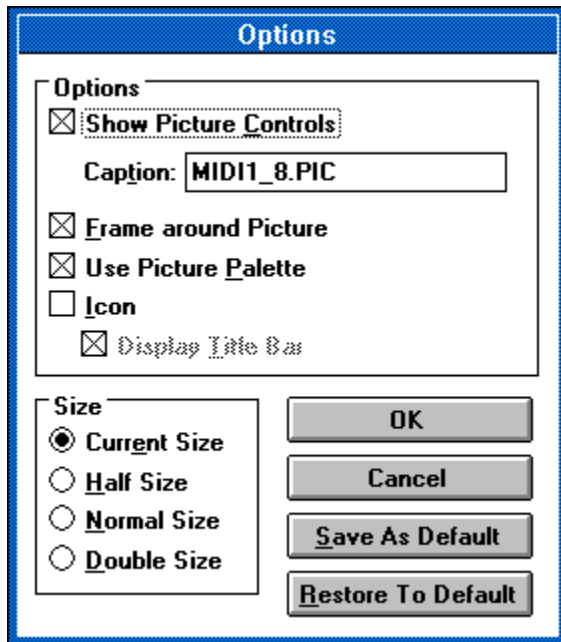 Options
Options
Show Picture Controls
Caption: MIDI1_8.PIC
Frame around Picture
Use Picture Palette
Icon
Display Title Bar
Size
Current Size
Half Size
Normal Size
Double Size
OK
Cancel
Save As Default
Restore To Default